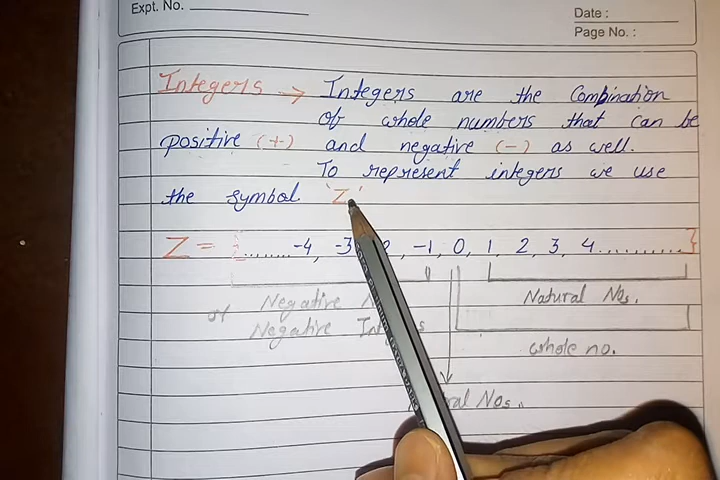 Expt. No.
Date :
Page No. :
Integers → Integers are the Combination
of whole numbers that can be
positive (+) and negative (-) as well.
To represent integers we use
the symbol 'Z'
Z = {........-4, -3, 2, -1, 0, 1, 2, 3, 4...........}
Negative Natural Nos.
or Negative whole no.
Nos.